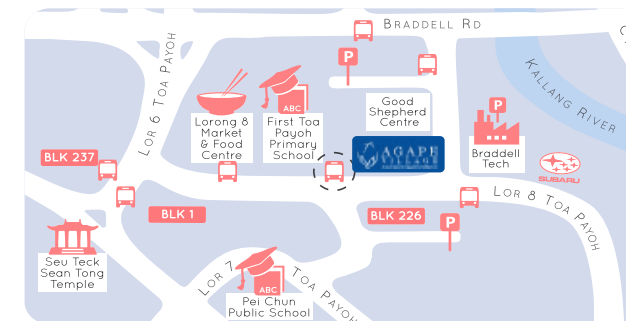 BRADDELL RD
P
LOR 6 TOA PAYOH
KALLANG RIVER
P
ABC
Lorong 8
Market
& Food
Centre
First Toa
Payoh
Primary
School
Good
Shepherd
Centre
AGAPE
VILLAGE
Braddell
Tech
SUBARU
BLK 237
BLK 1
BLK 226
P
LOR 8 TOA PAYOH
Seu Teck
Sean Tong
Temple
LOR 7 TOA PAYOH
ABC
Pei Chun
Public School